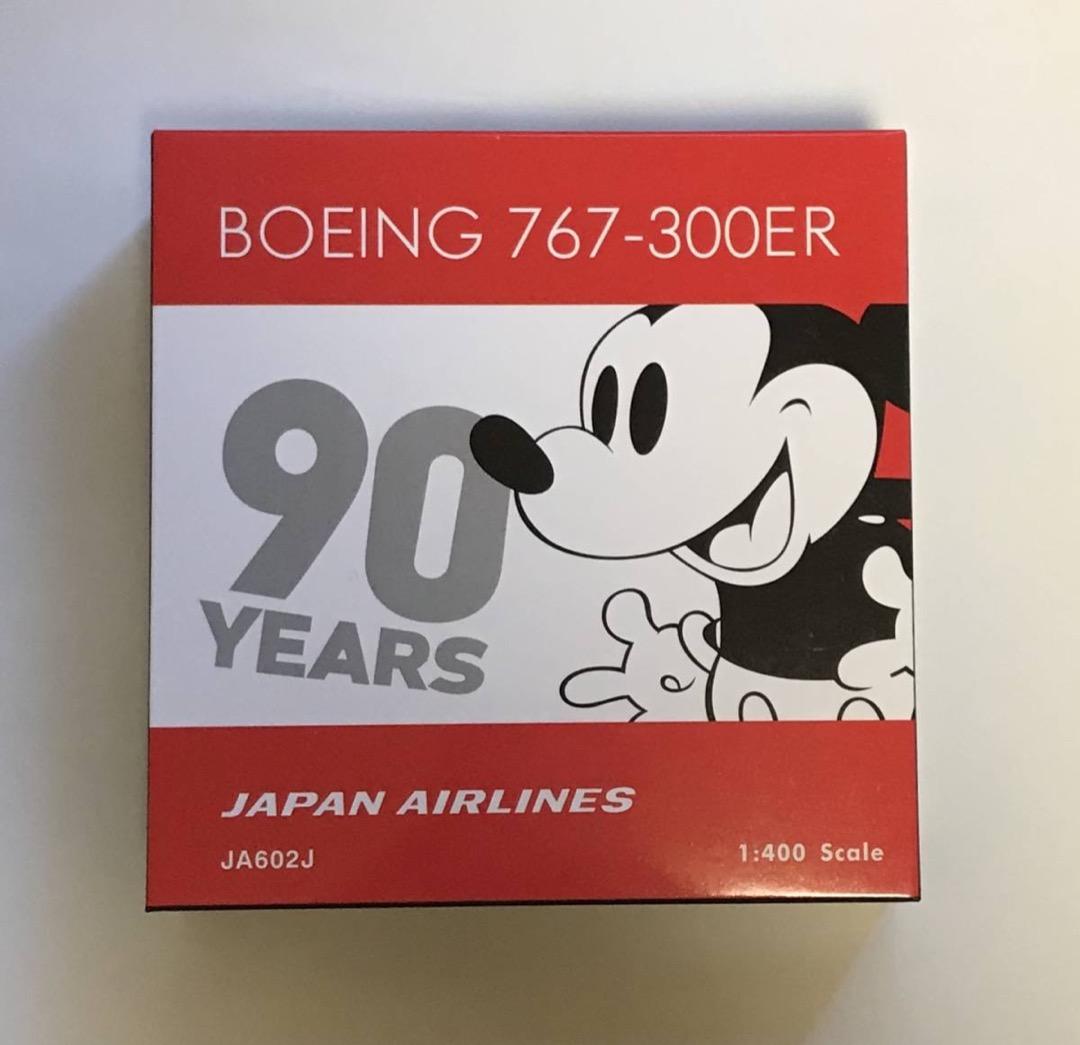 BOEING 767-300ER
90
YEARS
JAPAN AIRLINES
JA602J
1:400 Scale